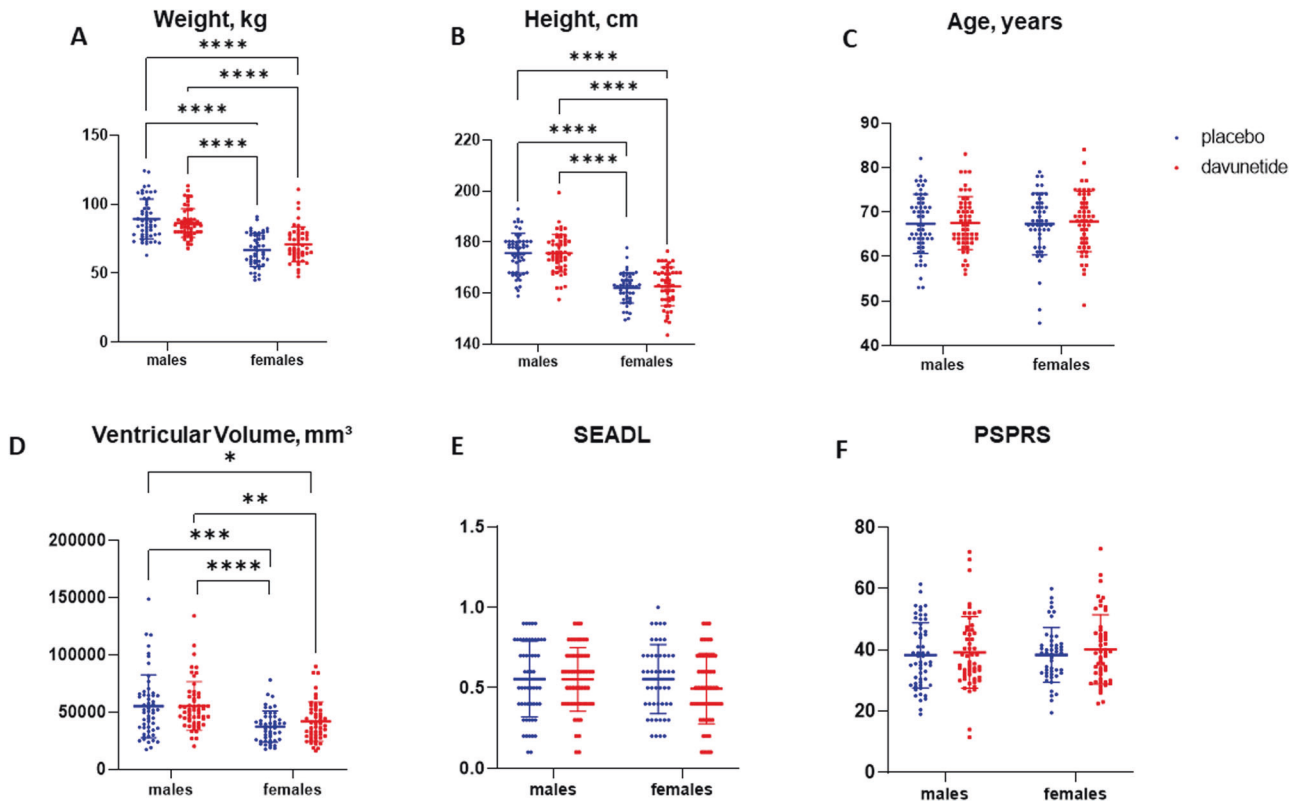 A
Weight, kg
****
****
****
****
150
100
50
0
males
females
B
Height, cm
****
****
****
****
220
200
180
160
140
males
females
C
Age, years
90
80
70
60
50
40
males
females
placebo
davunetide
D
Ventricular Volume, mm³
*
**
***
****
200000
150000
100000
50000
0
males
females
E
SEADL
1.5
1.0
0.5
0.0
males
females
F
PSPRS
80
60
40
20
0
males
females